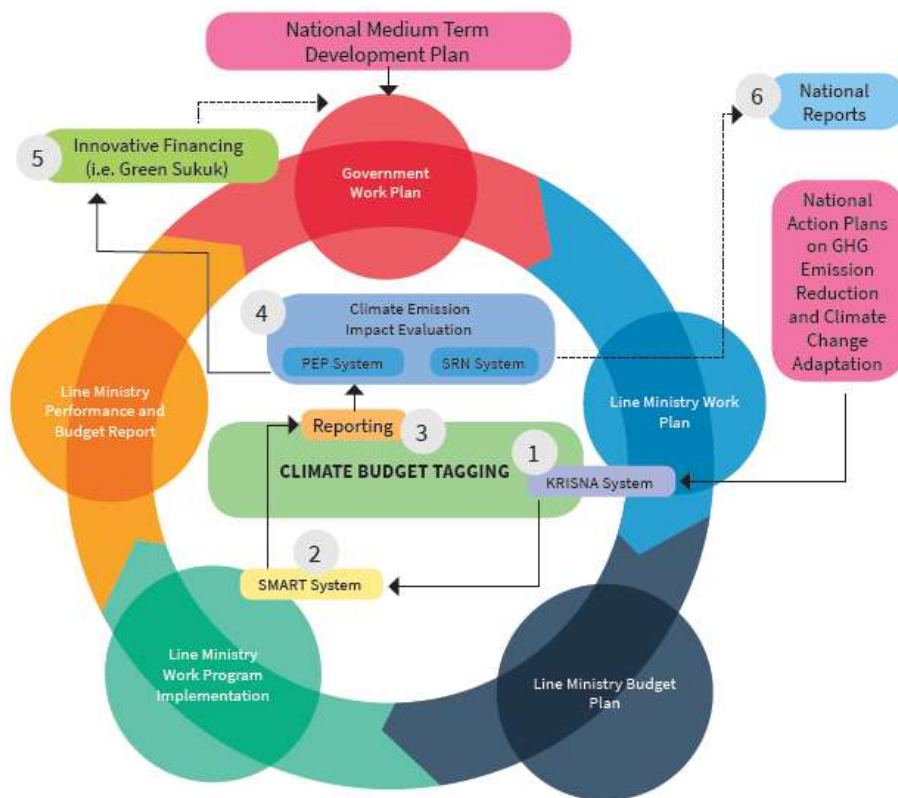 National Medium Term
Development Plan
6
National
Reports
5
Innovative Financing
(i.e. Green Sukuk)
Government
Work Plan
National
Action Plans
on GHG
Emission
Reduction
and Climate
Change
Adaptation
4
Climate Emission
Impact Evaluation
PEP System
SRN System
Line Ministry
Performance and
Budget Report
Line Ministry Work
Plan
Reporting
3
1
CLIMATE BUDGET TAGGING
KRISNA System
2
SMART System
Line Ministry
Work Program
Implementation
Line Ministry Budget
Plan